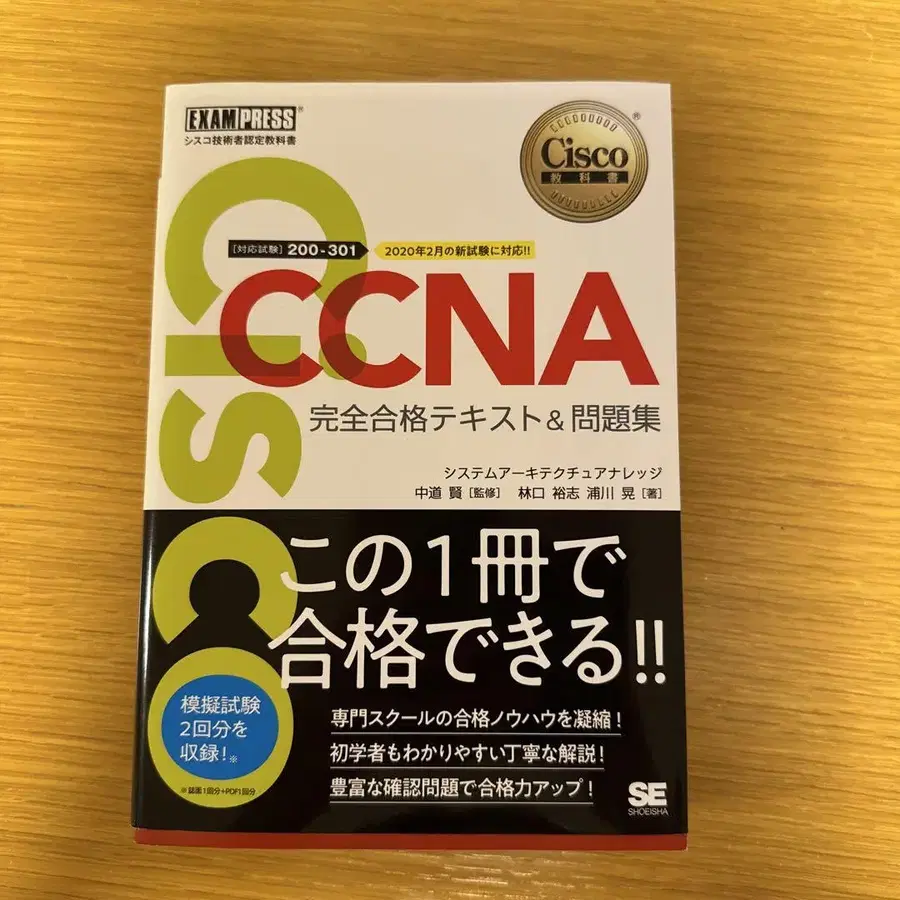 EXAMPRESS®
シスコ技術者認定教科書
Cisco®
教科書
Cisco
[対応試験] 200-301
2020年2月の新試験に対応!!
CCNA
完全合格テキスト&問題集
システムアーキテクチュアナレッジ
中道 賢[監修] 林口 裕志 浦川 晃[著]
この1冊で
合格できる!!
模擬試験
2回分を
収録!※
※誌面1回分+PDF1回分
専門スクールの合格ノウハウを凝縮!
初学者もわかりやすい丁寧な解説!
豊富な確認問題で合格力アップ!
SE
SHOEISHA